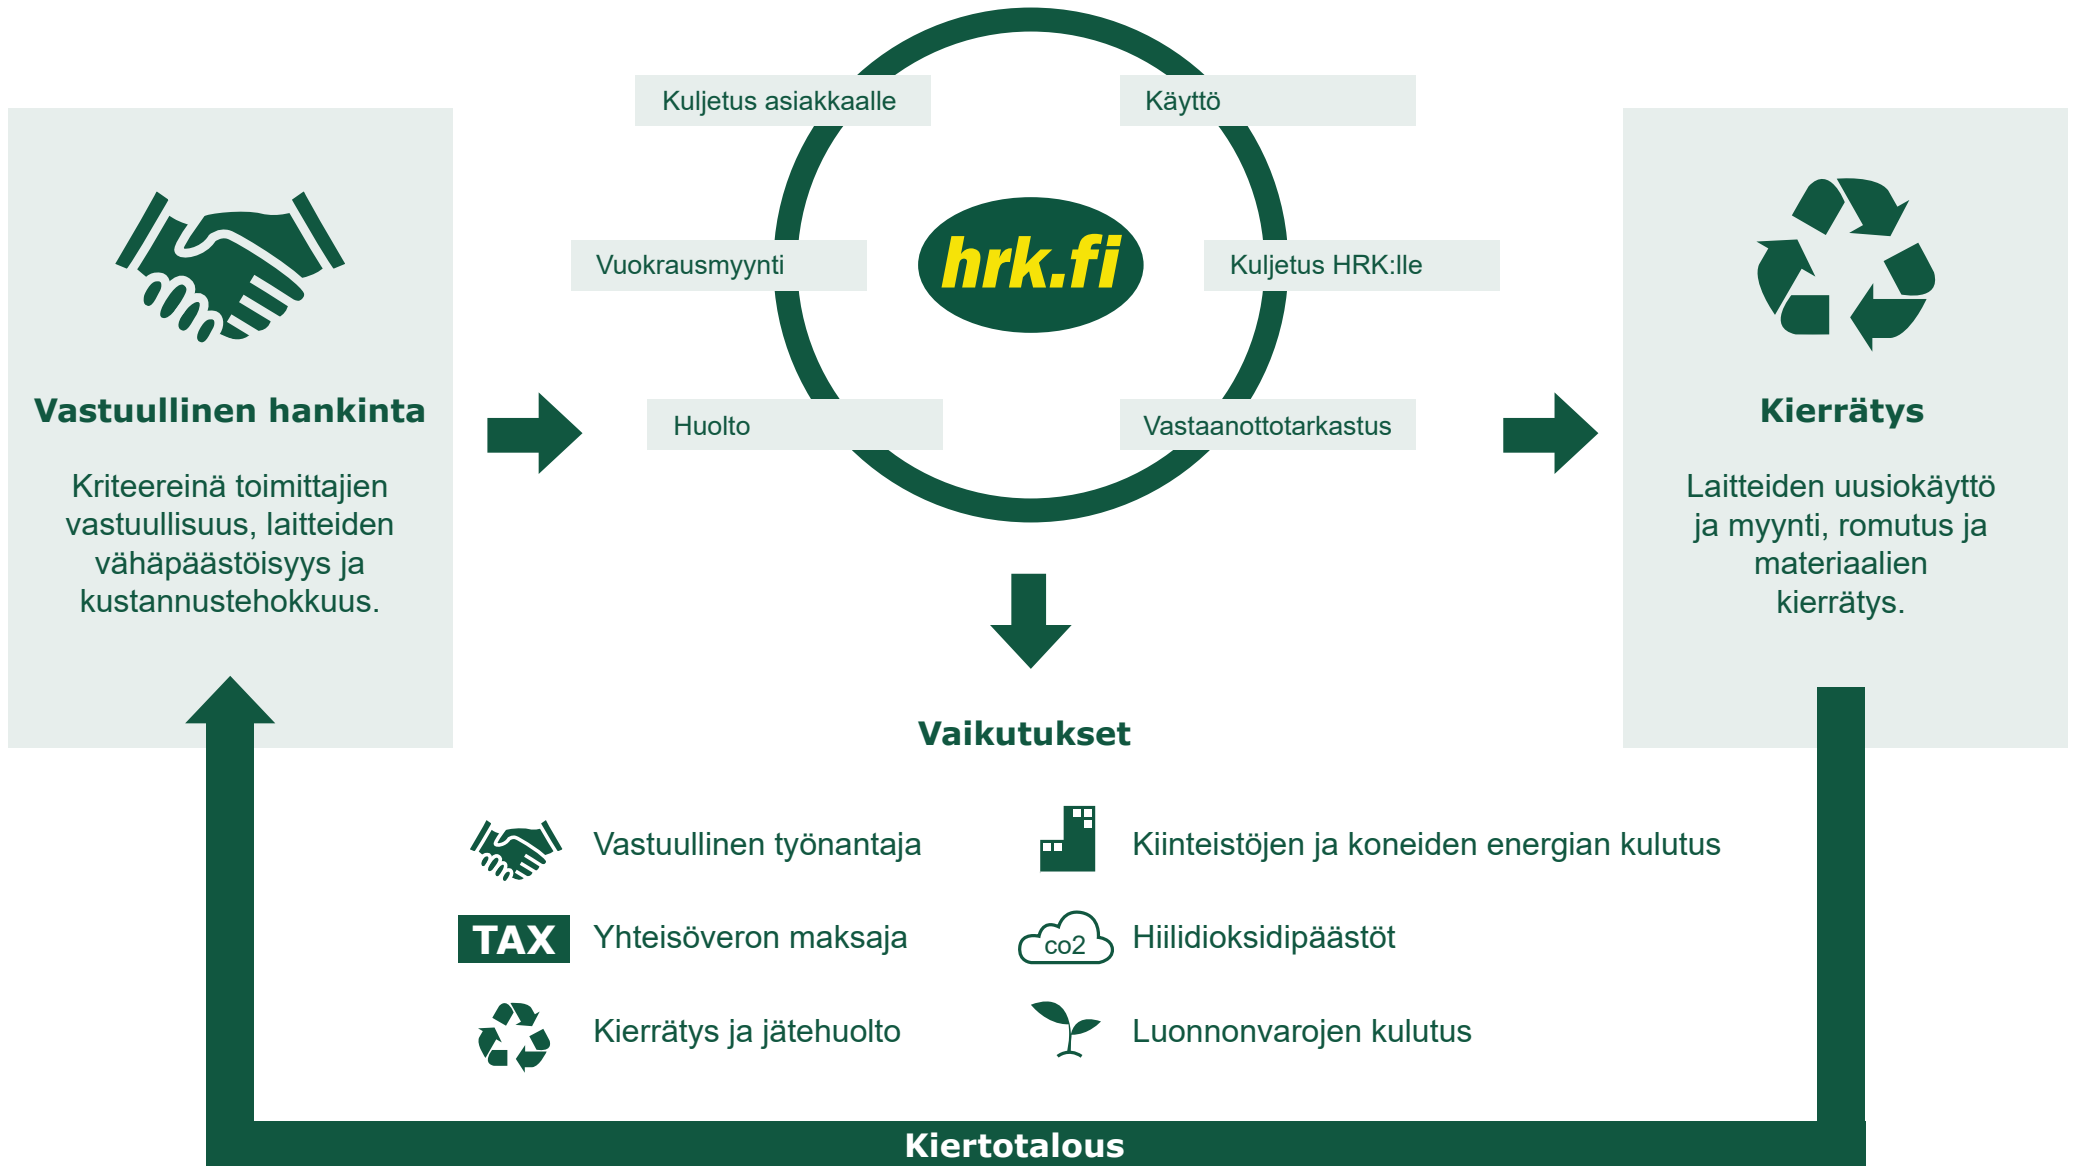 Vastuullinen hankinta
Kriteereinä toimittajien
vastuullisuus, laitteiden
vähäpäästöisyys ja
kustannustehokkuus.
Kuljetus asiakkaalle
Käyttö
Vuokrausmyynti
hrk.fi
Kuljetus HRK:lle
Huolto
Vastaanottotarkastus
Kierrätys
Laitteiden uusiokäyttö
ja myynti, romutus ja
materiaalien
kierrätys.
Vaikutukset
Vastuullinen työnantaja
TAX
Yhteisöveron maksaja
Kierrätys ja jätehuolto
Kiinteistöjen ja koneiden energian kulutus
co2
Hiilidioksidipäästöt
Luonnonvarojen kulutus
Kiertotalous